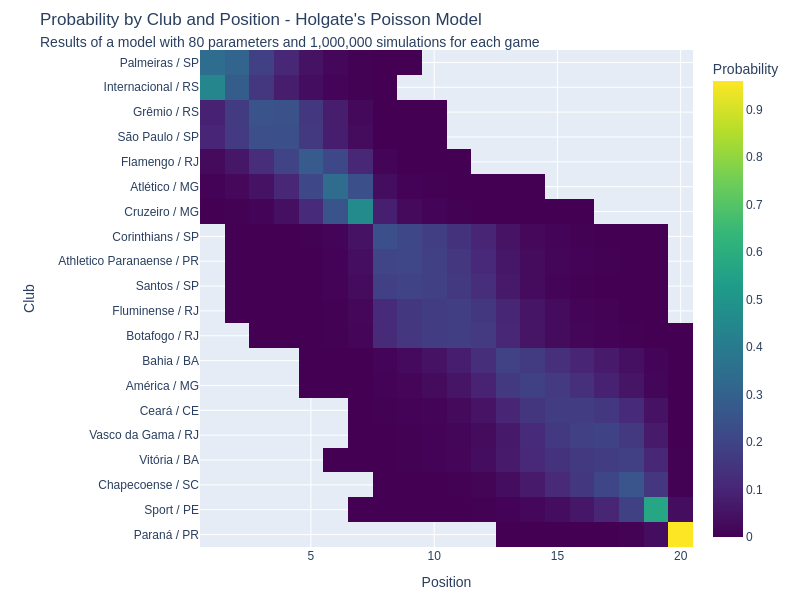 Probability by Club and Position - Holgate's Poisson Model
Results of a model with 80 parameters and 1,000,000 simulations for each game
Probability
Club
Palmeiras / SP
Internacional / RS
Grêmio / RS
São Paulo / SP
Flamengo / RJ
Atlético / MG
Cruzeiro / MG
Corinthians / SP
Athletico Paranaense / PR
Santos / SP
Fluminense / RJ
Botafogo / RJ
Bahia / BA
América / MG
Ceará / CE
Vasco da Gama / RJ
Vitória / BA
Chapecoense / SC
Sport / PE
Paraná / PR
0.9
0.8
0.7
0.6
0.5
0.4
0.3
0.2
0.1
0
5 10 15 20
Position